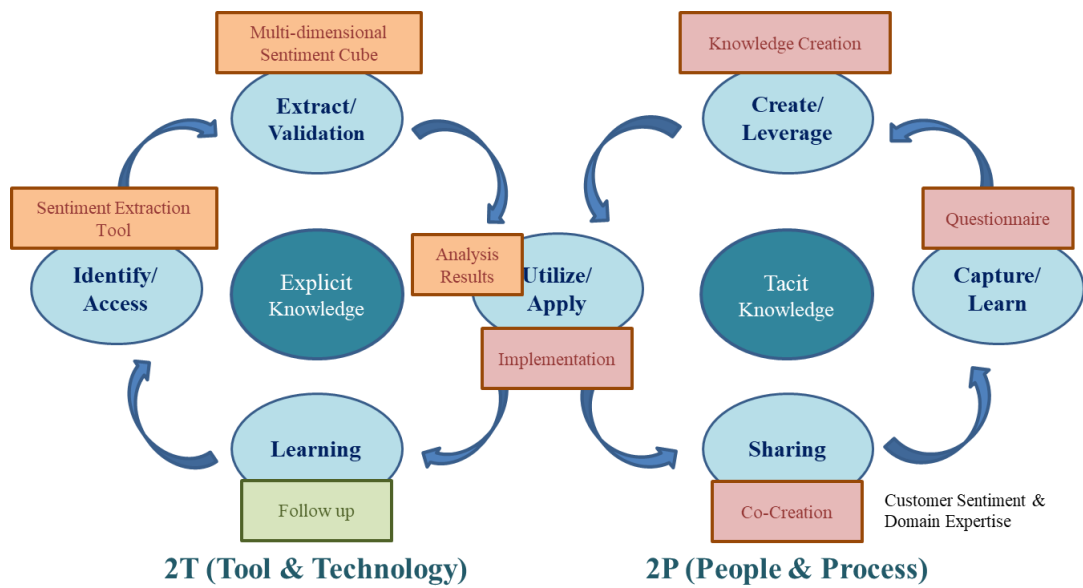 Multi-dimensional
Sentiment Cube
Extract/
Validation
Knowledge Creation
Create/
Leverage
Sentiment Extraction
Tool
Identify/
Access
Explicit
Knowledge
Analysis
Results
Utilize/
Apply
Implementation
Tacit
Knowledge
Questionnaire
Capture/
Learn
Learning
Follow up
Sharing
Co-Creation
Customer Sentiment &
Domain Expertise
2T (Tool & Technology)
2P (People & Process)